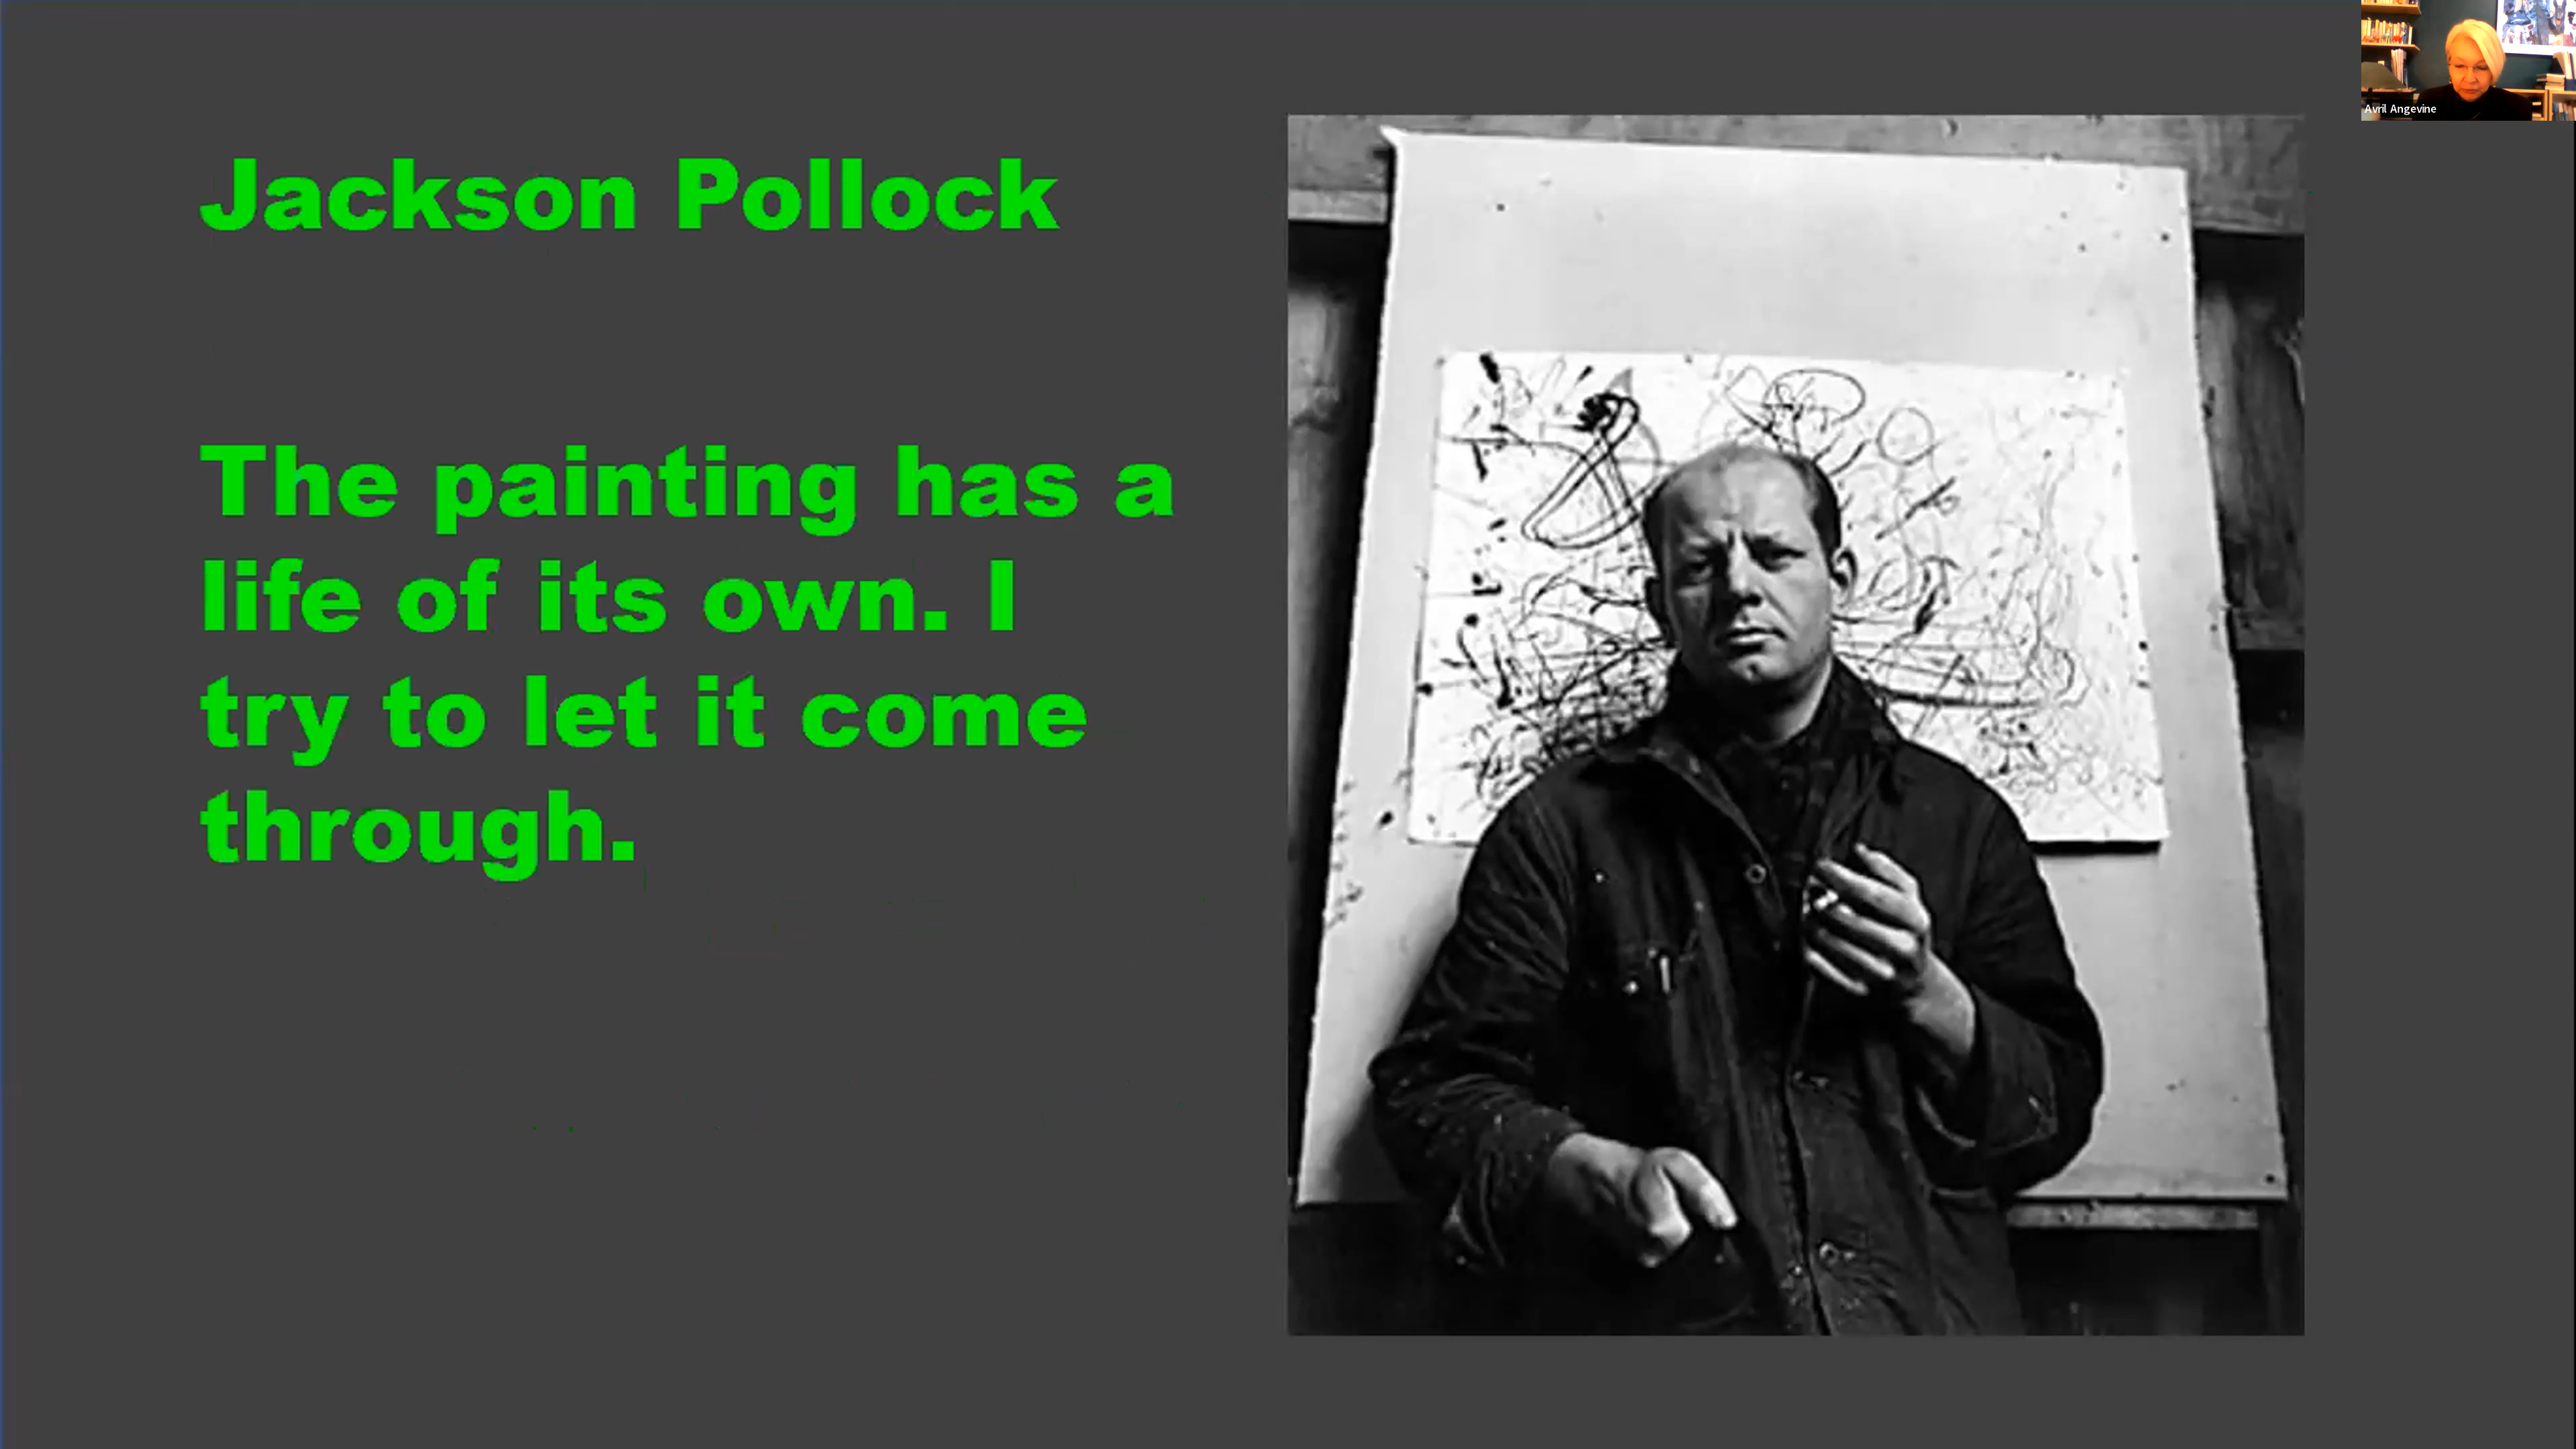 Jackson Pollock
The painting has a
life of its own. I
try to let it come
through.
Avril Angevine